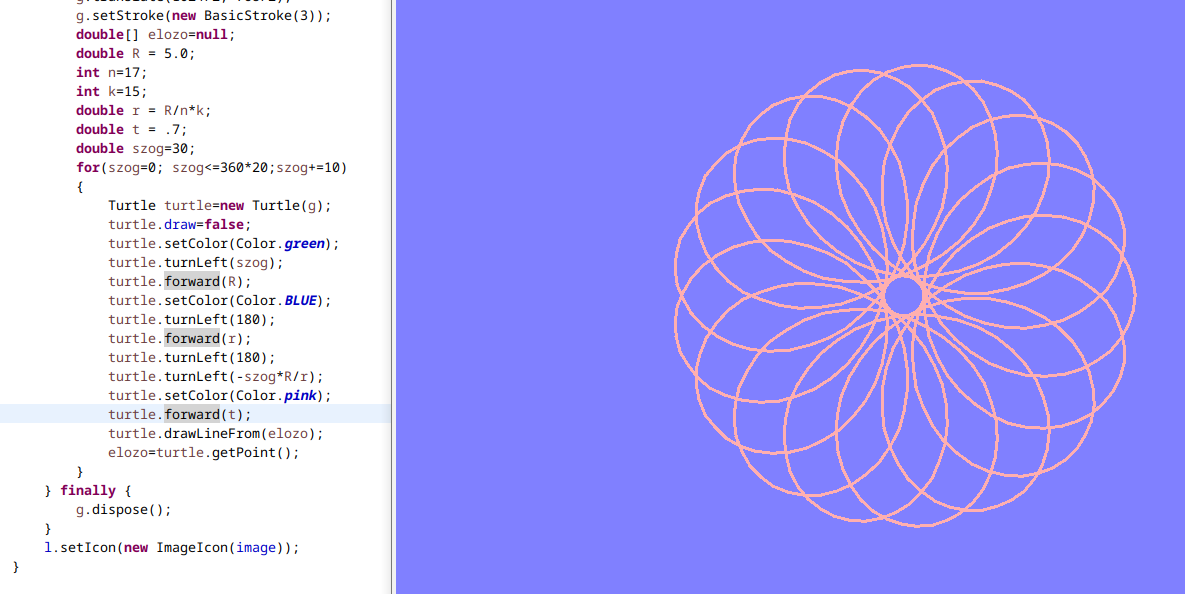 g.setStroke(new BasicStroke(3));
double[] elozo=null;
double R = 5.0;
int n=17;
int k=15;
double r = R/n*k;
double t = .7;
double szog=30;
for(szog=0; szog<=360*20;szog+=10)
{
Turtle turtle=new Turtle(g);
turtle.draw=false;
turtle.setColor(Color.green);
turtle.turnLeft(szog);
turtle.forward(R);
turtle.setColor(Color.BLUE);
turtle.turnLeft(180);
turtle.forward(r);
turtle.turnLeft(180);
turtle.turnLeft(-szog*R/r);
turtle.setColor(Color.pink);
turtle.forward(t);
turtle.drawLineFrom(elozo);
elozo=turtle.getPoint();
}
} finally {
g.dispose();
}
l.setIcon(new ImageIcon(image));
}